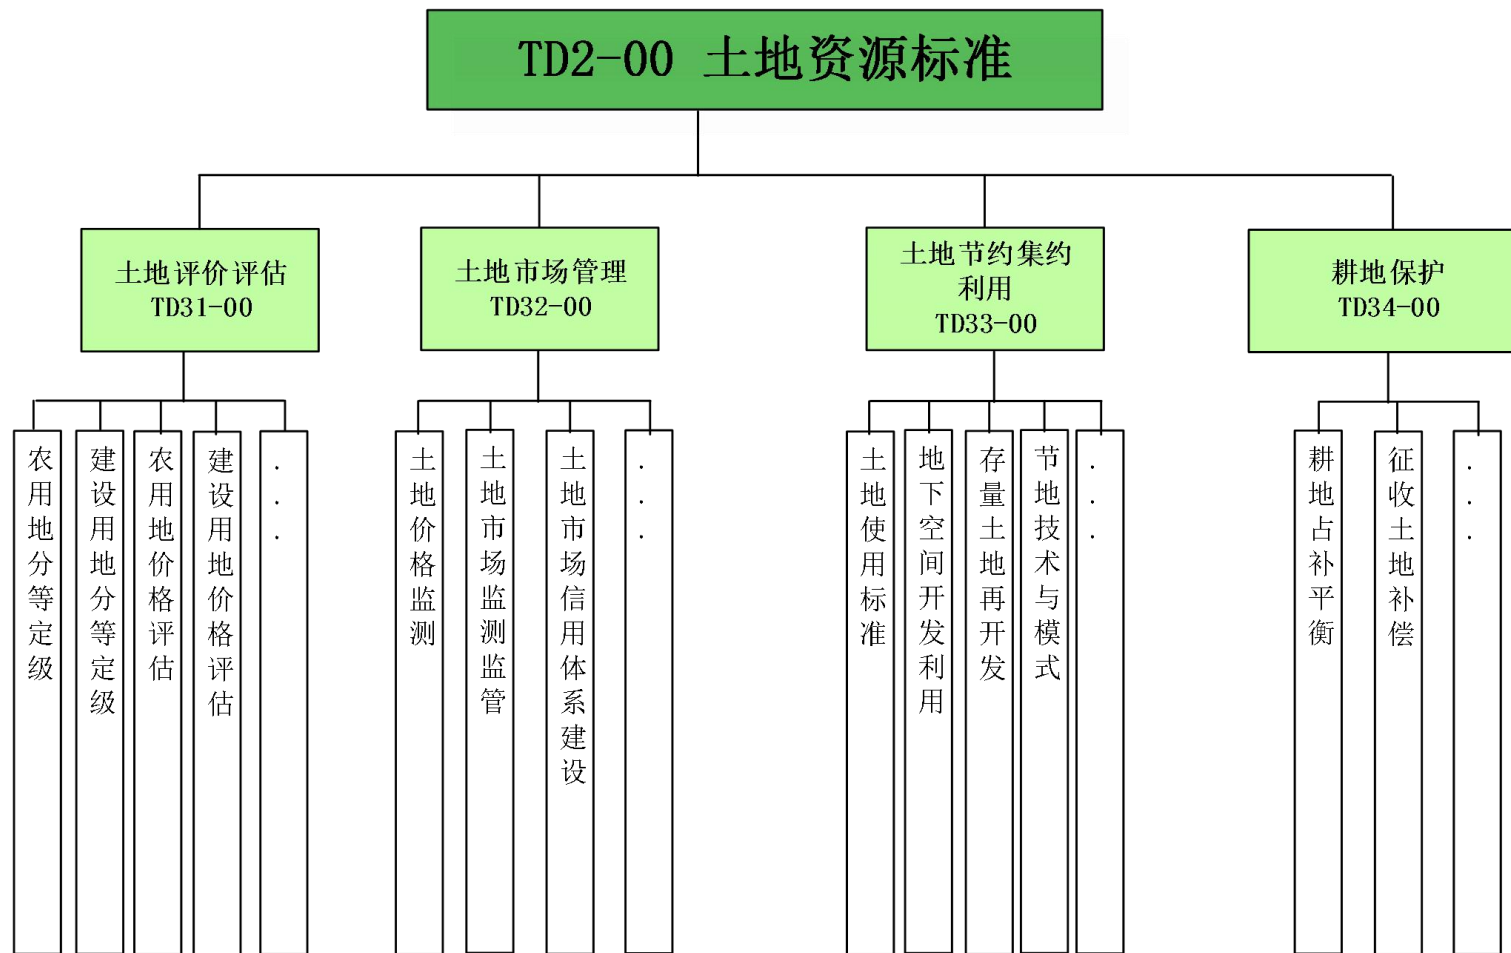 TD2-00 土地资源标准
土地评价评估
TD31-00
土地市场管理
TD32-00
土地节约集约
利用
TD33-00
耕地保护
TD34-00
农用地分等定级
建设用地分等定级
农用地价格评估
建设用地价格评估
...
土地价格监测
土地市场监测监管
土地市场信用体系建设
...
土地使用标准
地下空间开发利用
存量土地再开发
节地技术与模式
...
耕地占补平衡
征收土地补偿
...